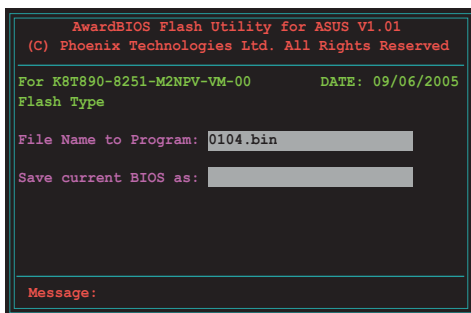 AwardBIOS Flash Utility for ASUS V1.01
(C) Phoenix Technologies Ltd. All Rights Reserved
For K8T890-8251-M2NPV-VM-00 DATE: 09/06/2005
Flash Type
File Name to Program: 0104.bin
Save current BIOS as:
Message: